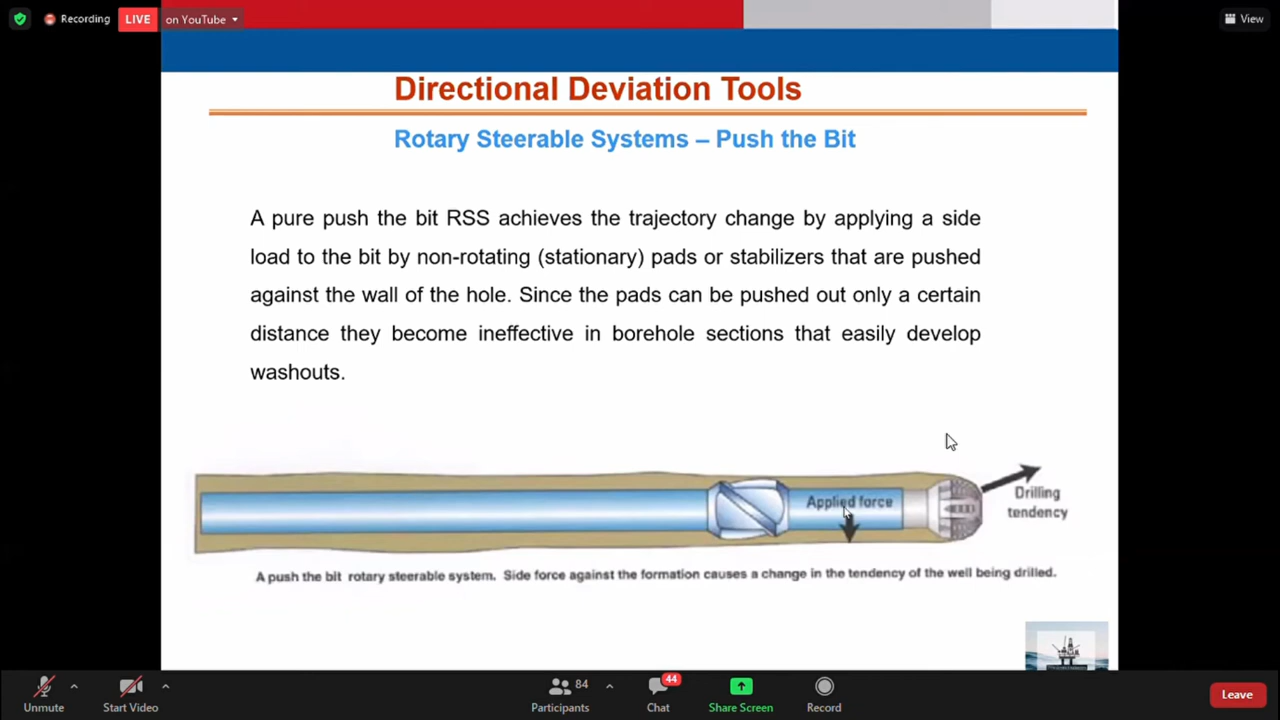 Recording LIVE on YouTube View
Directional Deviation Tools
Rotary Steerable Systems – Push the Bit
A pure push the bit RSS achieves the trajectory change by applying a side
load to the bit by non-rotating (stationary) pads or stabilizers that are pushed
against the wall of the hole. Since the pads can be pushed out only a certain
distance they become ineffective in borehole sections that easily develop
washouts.
Applied force
Drilling
tendency
A push the bit rotary steerable system. Side force against the formation causes a change in the tendency of the well being drilled.
84 44
Unmute Start Video Participants Chat Share Screen Record Leave